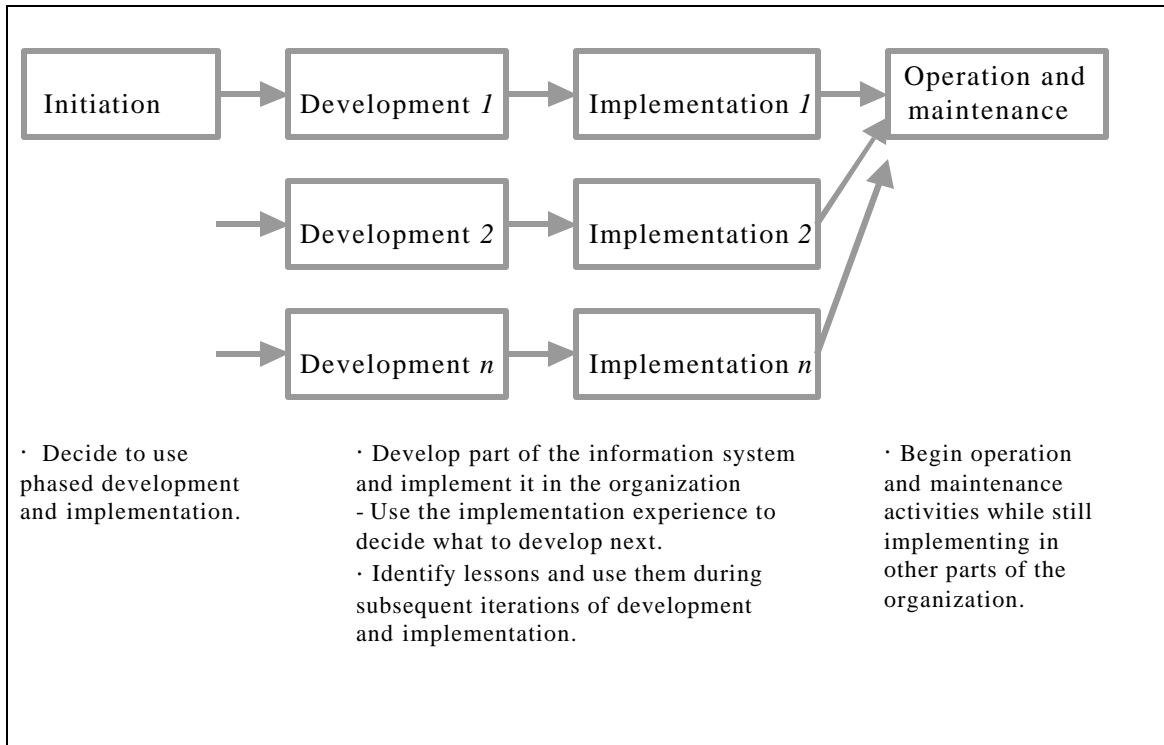 Initiation
Development 1
Implementation 1
Operation and
maintenance
Development 2
Implementation 2
Development n
Implementation n
· Decide to use
phased development
and implementation.
· Develop part of the information system
and implement it in the organization
- Use the implementation experience to
decide what to develop next.
· Identify lessons and use them during
subsequent iterations of development
and implementation.
· Begin operation
and maintenance
activities while still
implementing in
other parts of the
organization.